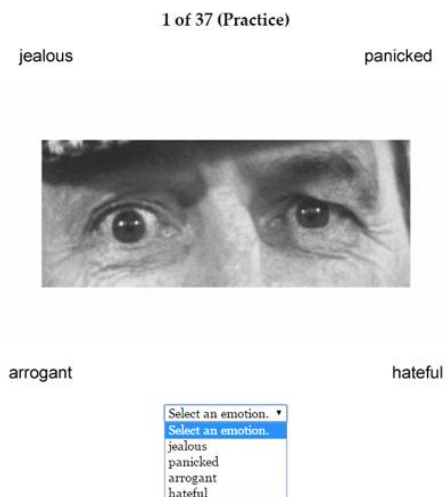 1 of 37 (Practice)
jealous panicked
arrogant hateful
Select an emotion. ▼
Select an emotion.
jealous
panicked
arrogant
hateful